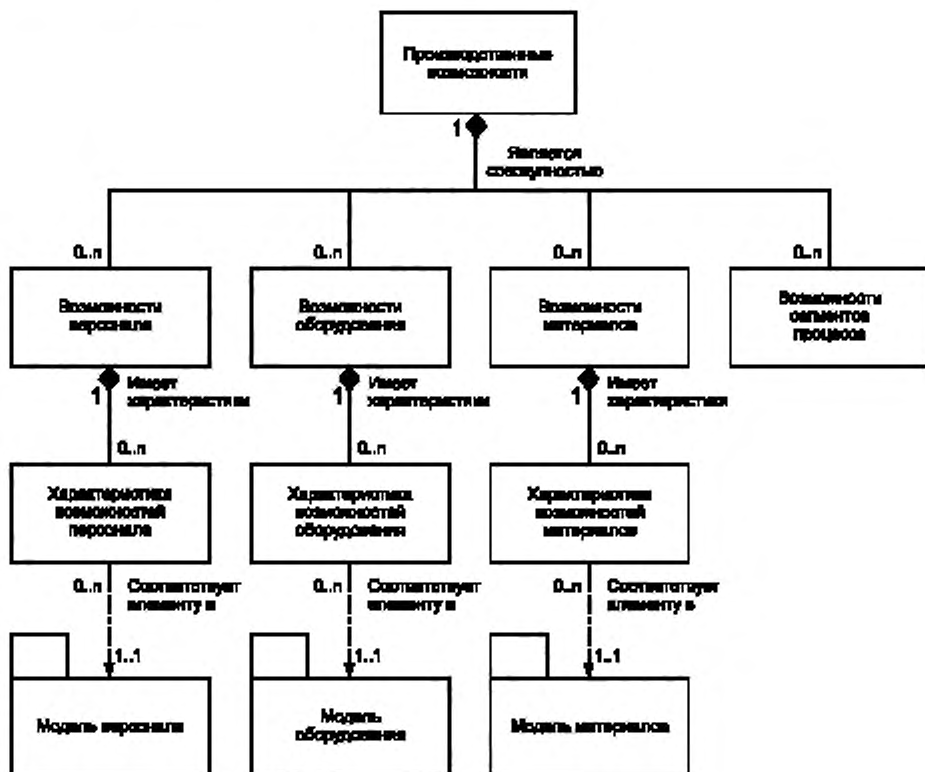 Производственные
возможности
1
Является
совокупностью
0..n
0..n
0..n
0..n
Возможности
персонала
Возможности
оборудования
Возможности
материалов
Возможности
сегментов
процесса
1
Имеет
характеристики
1
Имеет
характеристики
1
Имеет
характеристики
0..n
0..n
0..n
Характеристика
возможностей
персонала
Характеристика
возможностей
оборудования
Характеристика
возможностей
материалов
0..n
Соответствует
элементу в
0..n
Соответствует
элементу в
0..n
Соответствует
элементу в
1..1
1..1
1..1
Модель персонала
Модель
оборудования
Модель материалов